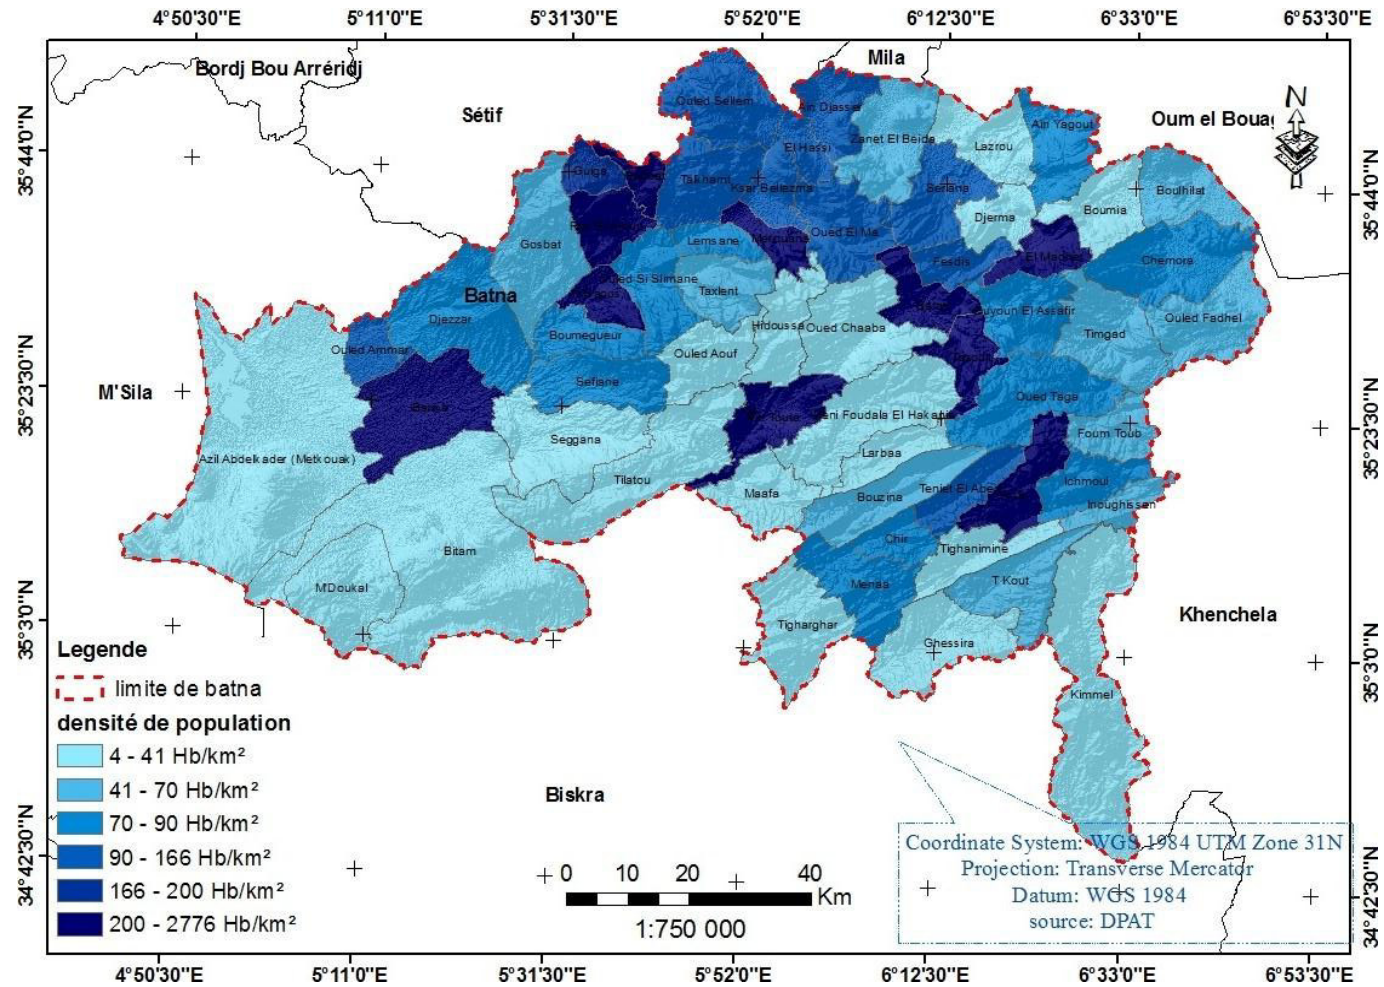 4°50'30"E 5°11'0"E 5°31'30"E 5°52'0"E 6°12'30"E 6°33'0"E 6°53'30"E
Bordj Bou Arréridj
Mila
Sétif
Oum el Bouag
N
35°44'0"N
35°44'0"N
Ouled Sellem
Ain Djasser
Ain Yagout
El Hassi
Zanet El Beida
Lazrou
Guiga
Talkhamt
Ksar Bellezma
Seriana
Boulhilat
Djerma
Boumia
Gosbat
Lemsane
Merouana
Oued El Ma
Fesdis
El Madher
Chemora
Ouled Si Slimane
Taxlent
Batna
Djezzar
Boumegueur
Hidoussa
Oued Chaaba
Ouyoun El Assafir
Timgad
Ouled Fadhel
Ouled Ammar
Ouled Aouf
Tazoult
Sefiane
Oued Taga
35°23'30"N
M'Sila
Barika
Seggana
Beni Foudala El Hakania
Foum Toub
35°23'30"N
Azil Abdelkader (Metkouak)
Larbaa
Tilatou
Maafa
Bouzina
Teniet El Abed
Ichmoul
Inoughissen
Bitam
Chir
Tighanimine
M'Doukal
Menaa
T Kout
35°3'0"N
Tigharghar
Ghessira
Khenchela
35°3'0"N
Kimmel
Legende
limite de batna
densité de population
4 - 41 Hb/km²
41 - 70 Hb/km²
70 - 90 Hb/km²
90 - 166 Hb/km²
166 - 200 Hb/km²
200 - 2776 Hb/km²
Biskra
0 10 20 40
Km
1:750 000
Coordinate System: WGS 1984 UTM Zone 31N
Projection: Transverse Mercator
Datum: WGS 1984
source: DPAT
34°42'30"N
34°42'30"N
4°50'30"E 5°11'0"E 5°31'30"E 5°52'0"E 6°12'30"E 6°33'0"E 6°53'30"E